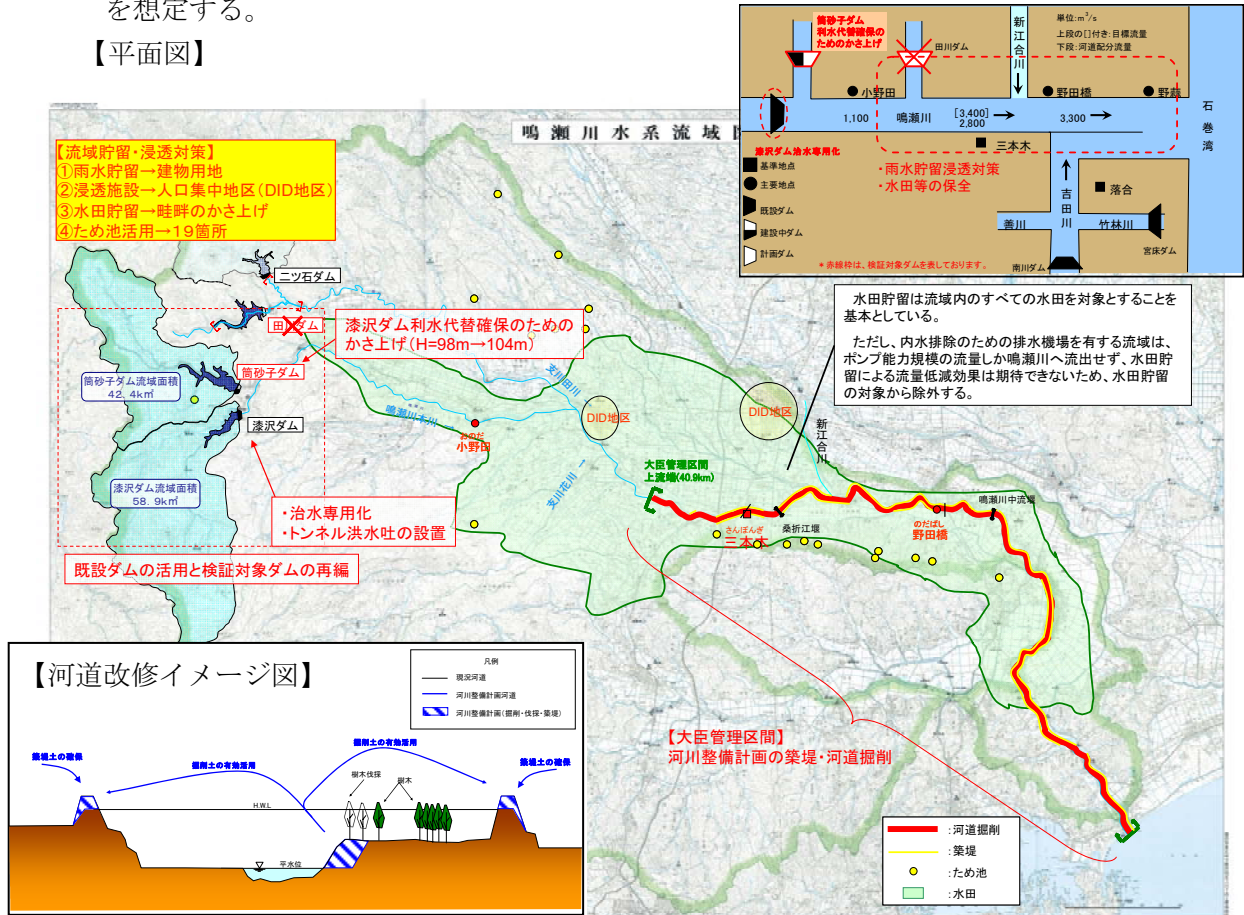 を想定する。
【平面図】
鳴瀬川水系流域
【流域貯留・浸透対策】
①雨水貯留→建物用地
②浸透施設→人口集中地区(DID地区)
③水田貯留→畦畔のかさ上げ
④ため池活用→19箇所
筒砂子ダム
利水代替確保の
ためのかさ上げ
田川ダム
新江合川
単位:m³/s
上段の[]付き:目標流量
下段:河道配分流量
小野田
野田橋
野蒜
1,100
鳴瀬川
[3,400]
2,800
3,300
石巻湾
三本木
漆沢ダム治水専用化
基準地点
主要地点
既設ダム
建設中ダム
計画ダム
・雨水貯留浸透対策
・水田等の保全
吉田川
落合
善川
竹林川
宮床ダム
南川ダム
*赤線枠は、検証対象ダムを表しております。
二ツ石ダム
田川ダム
漆沢ダム利水代替確保のための
かさ上げ(H=98m→104m)
筒砂子ダム
筒砂子ダム流域面積
42.4km²
漆沢ダム
漆沢ダム流域面積
58.9km²
・治水専用化
・トンネル洪水吐の設置
既設ダムの活用と検証対象ダムの再編
水田貯留は流域内のすべての水田を対象とすることを
基本としている。
ただし、内水排除のための排水機場を有する流域は、
ポンプ能力規模の流量しか鳴瀬川へ流出せず、水田貯
留による流量低減効果は期待できないため、水田貯留
の対象から除外する。
支川田川
鳴瀬川本川
おのだ
小野田
DID地区
DID地区
新江合川
支川花川→
大臣管理区間
上流端(40.9km)
さんぼんぎ
三本木
桑折江堰
のだばし
野田橋
鳴瀬川中流堰
【大臣管理区間】
河川整備計画の築堤・河道掘削
【河道改修イメージ図】
凡例
現況河道
河川整備計画河道
河川整備計画(掘削・伐採・築堤)
築堤土の確保
掘削土の有効活用
掘削土の有効活用
築堤土の確保
樹木伐採
樹木
H.W.L
平水位
:河道掘削
:築堤
:ため池
:水田